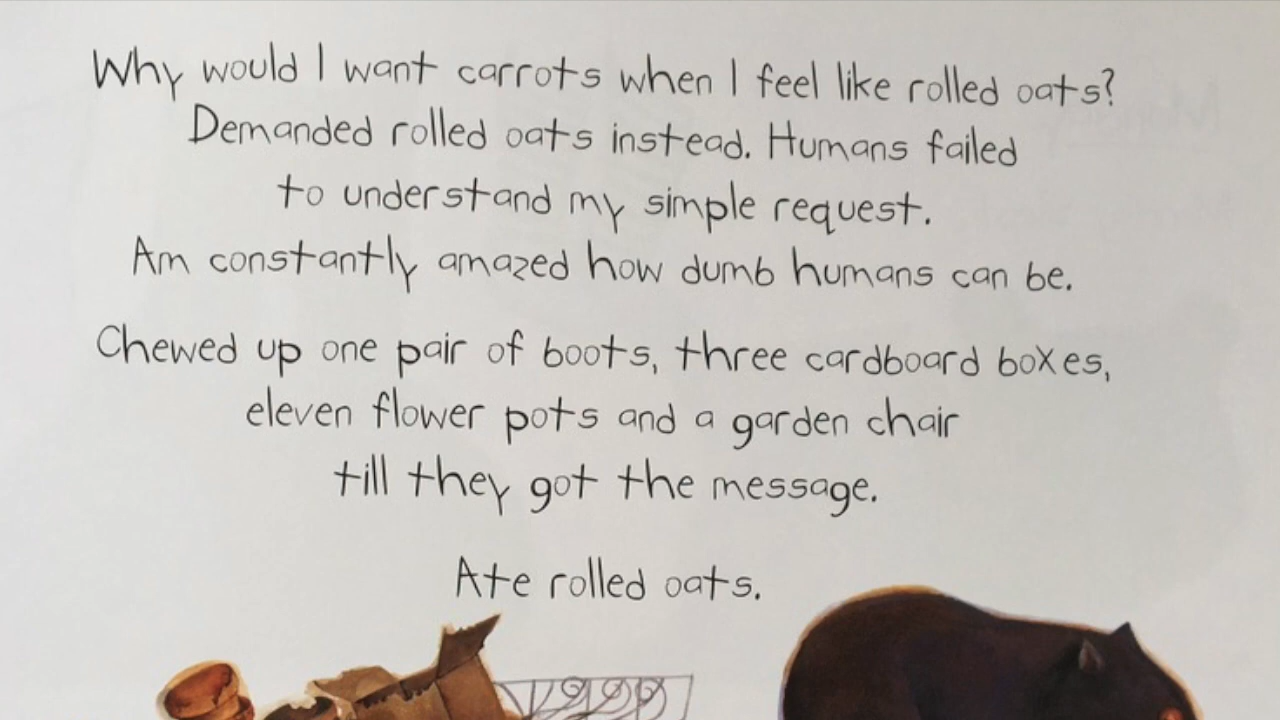 Why would I want carrots when I feel like rolled oats?
Demanded rolled oats instead. Humans failed
to understand my simple request.
Am constantly amazed how dumb humans can be.
Chewed up one pair of boots, three cardboard boxes,
eleven flower pots and a garden chair
till they got the message.
Ate rolled oats.